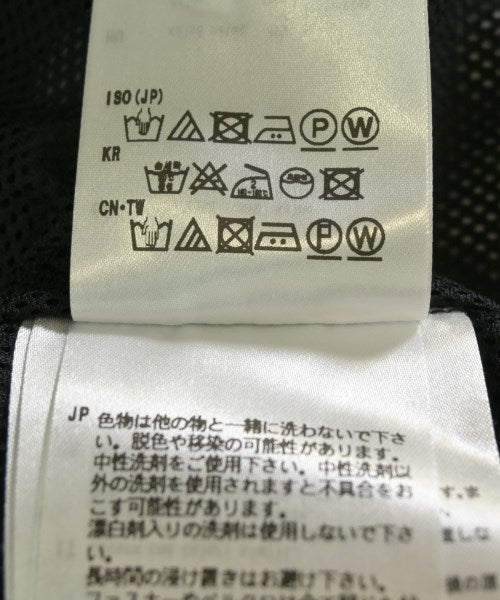 ISO(JP)
P W
KR
CN・TW
P W
JP 色物は他の物と一緒に洗わないで下さ
い。脱色や移染の可能性があります。
中性洗剤をご使用下さい。中性洗剤以
外の洗剤を使用されますと不具合をお
こす可能性があります。
漂白剤入りの洗剤は使用しないで下さ
い。
長時間の浸け置きはお避け下さい。